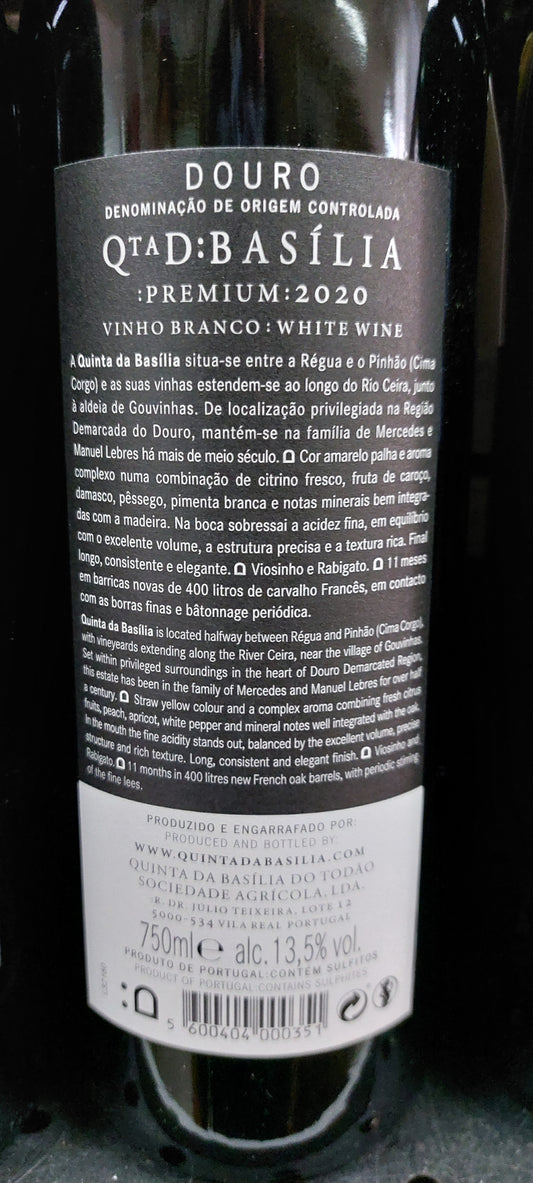 DOURO
DENOMINAÇÃO DE ORIGEM CONTROLADA
QTAD:BASÍLIA
:PREMIUM:2020
VINHO BRANCO:WHITE WINE
A Quinta da Basília situa-se entre a Régua e o Pinhão (Cima
Corgo) e as suas vinhas estendem-se ao longo do Rio Ceira, junto
à aldeia de Gouvinhas. De localização privilegiada na Região
Demarcada do Douro, mantém-se na família de Mercedes e
Manuel Lebres há mais de meio século. Cor amarelo palha e aroma
complexo numa combinação de citrino fresco, fruta de caroço,
damasco, pêssego, pimenta branca e notas minerais bem integra-
das com a madeira. Na boca sobressai a acidez fina, em equilíbrio
com o excelente volume, a estrutura precisa e a textura rica. Final
longo, consistente e elegante. Viosinho e Rabigato. 11 meses
em barricas novas de 400 litros de carvalho Francês, em contacto
com as borras finas e bâtonnage periódica.
Quinta da Basília is located halfway between Régua and Pinhão (Cima Corgo),
with vineyeards extending along the River Ceira, near the village of Gouvinhas.
Set within privileged surroundings in the heart of Douro Demarcated Region,
this estate has been in the family of Mercedes and Manuel Lebres for over half
a century. Straw yellow colour and a complex aroma combining fresh citrus
fruits, peach, apricot, white pepper and mineral notes well integrated with the oak.
In the mouth the fine acidity stands out, balanced by the excellent volume, precise
structure and rich texture. Long, consistent and elegant finish. Viosinho and
Rabigato. 11 months in 400 litres new French oak barrels, with periodic stirring
of the fine lees.
PRODUZIDO E ENGARRAFADO POR:
PRODUCED AND BOTTLED BY:
WWW.QUINTADABASILIA.COM
QUINTA DA BASÍLIA DO TODÃO
SOCIEDADE AGRÍCOLA, LDA.
:R. DR. JÚLIO TEIXEIRA, LOTE 12
5000-534 VILA REAL PORTUGAL
750ml e alc. 13,5% vol.
PRODUTO DE PORTUGAL:CONTÉM SULFITOS
PRODUCT OF PORTUGAL:CONTAINS SULPHITES
:D
5 600404 000351